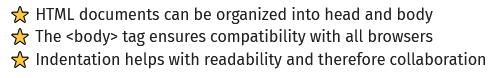 HTML documents can be organized into head and body
The <body> tag ensures compatibility with all browsers
Indentation helps with readability and therefore collaboration